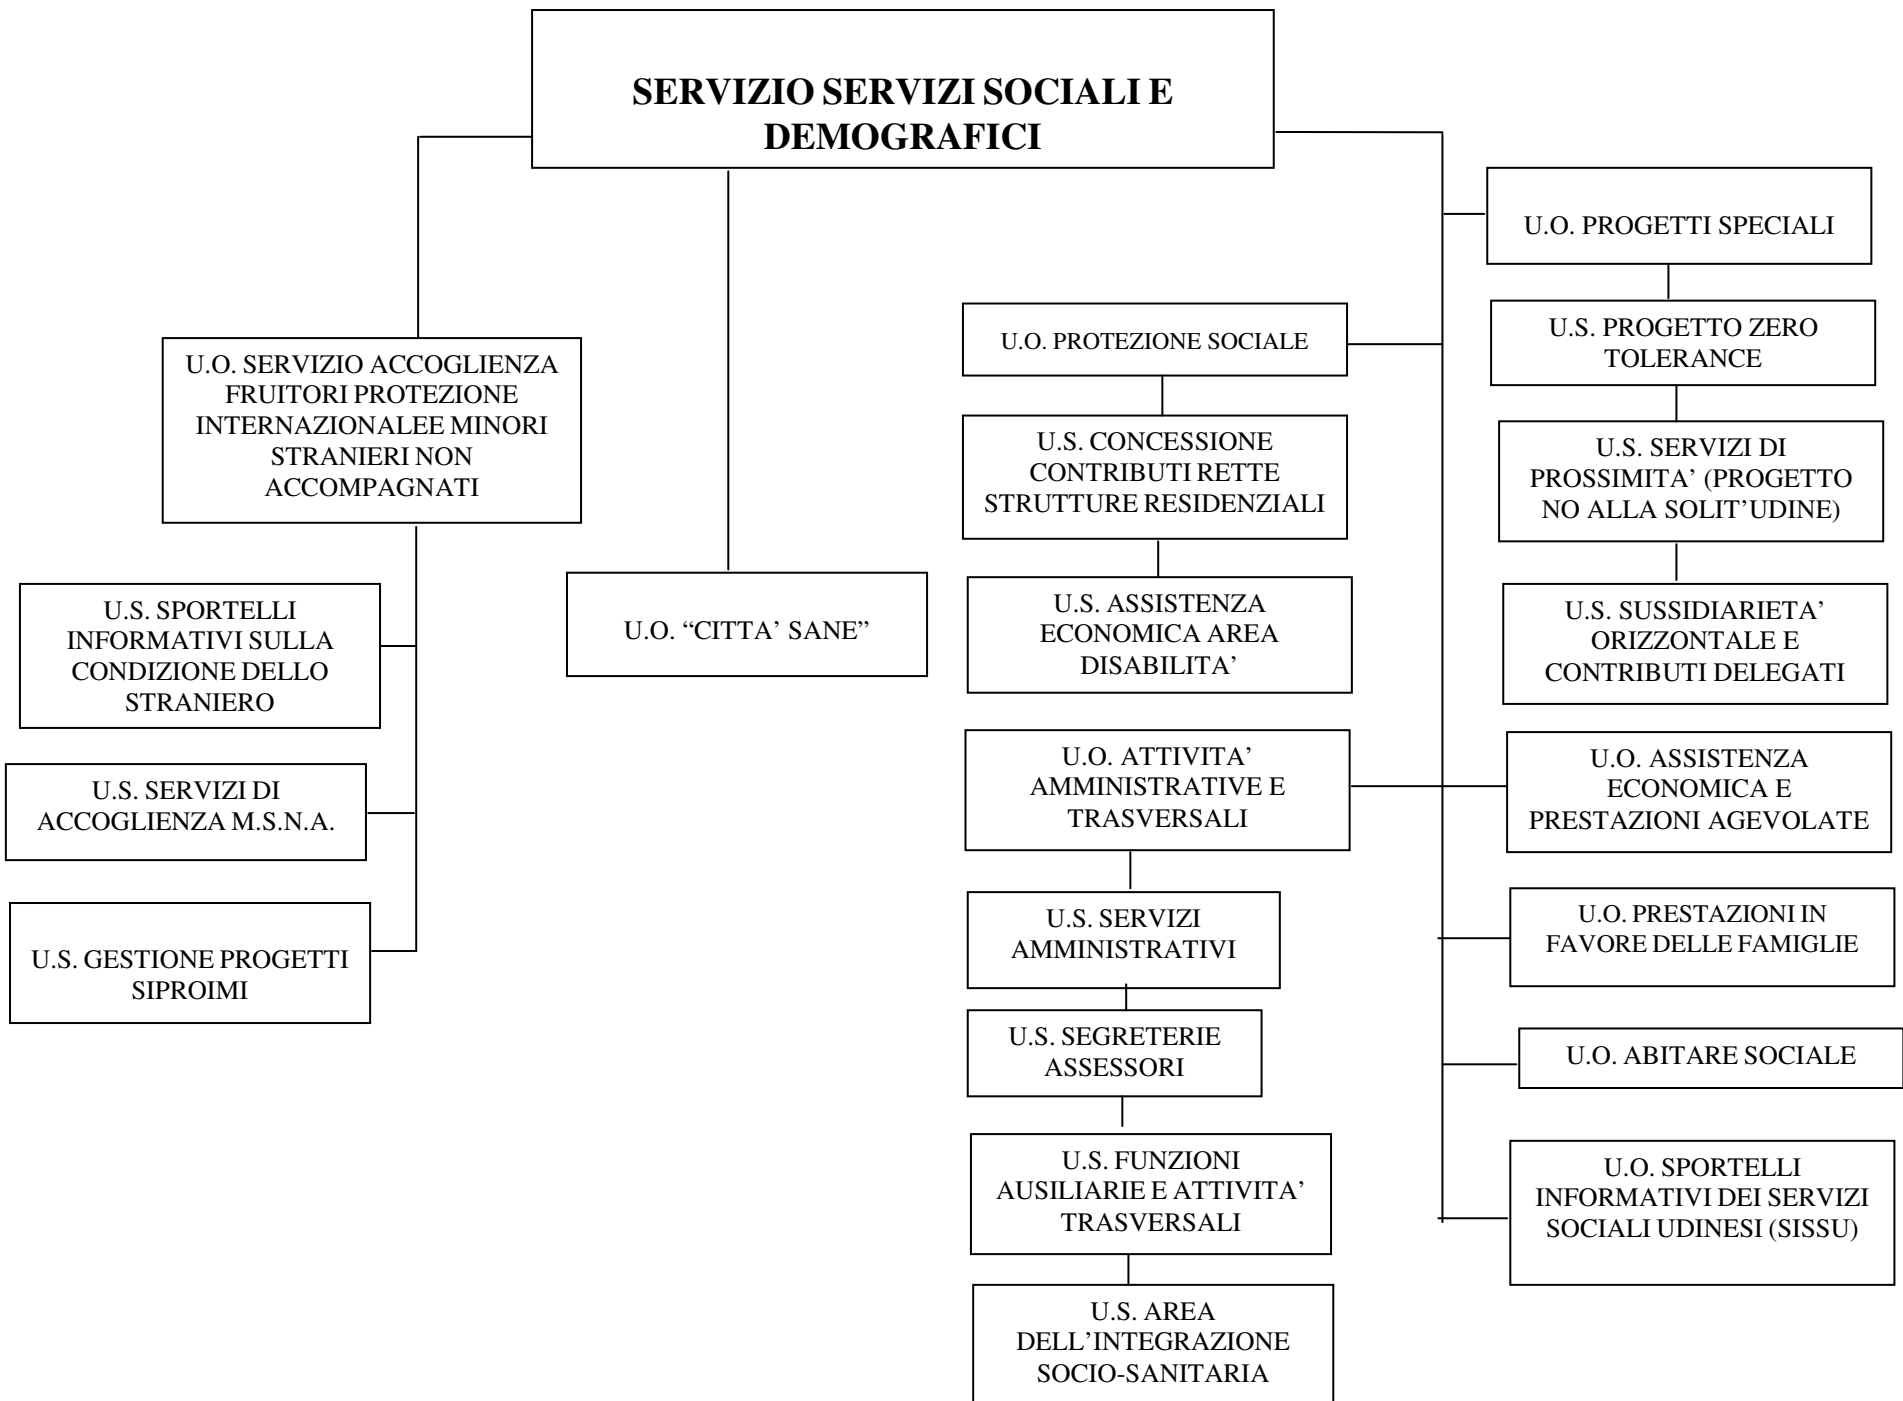 SERVIZIO SERVIZI SOCIALI E
DEMOGRAFICI
U.O. SERVIZIO ACCOGLIENZA
FRUITORI PROTEZIONE
INTERNAZIONALEE MINORI
STRANIERI NON
ACCOMPAGNATI
U.S. SPORTELLI
INFORMATIVI SULLA
CONDIZIONE DELLO
STRANIERO
U.S. SERVIZI DI
ACCOGLIENZA M.S.N.A.
U.S. GESTIONE PROGETTI
SIPROIMI
U.O. “CITTA’ SANE”
U.O. PROTEZIONE SOCIALE
U.S. CONCESSIONE
CONTRIBUTI RETTE
STRUTTURE RESIDENZIALI
U.S. ASSISTENZA
ECONOMICA AREA
DISABILITA’
U.O. ATTIVITA’
AMMINISTRATIVE E
TRASVERSALI
U.S. SERVIZI
AMMINISTRATIVI
U.S. SEGRETERIE
ASSESSORI
U.S. FUNZIONI
AUSILIARIE E ATTIVITA’
TRASVERSALI
U.S. AREA
DELL’INTEGRAZIONE
SOCIO-SANITARIA
U.O. PROGETTI SPECIALI
U.S. PROGETTO ZERO
TOLERANCE
U.S. SERVIZI DI
PROSSIMITA’ (PROGETTO
NO ALLA SOLIT’UDINE)
U.S. SUSSIDIARIETA’
ORIZZONTALE E
CONTRIBUTI DELEGATI
U.O. ASSISTENZA
ECONOMICA E
PRESTAZIONI AGEVOLATE
U.O. PRESTAZIONI IN
FAVORE DELLE FAMIGLIE
U.O. ABITARE SOCIALE
U.O. SPORTELLI
INFORMATIVI DEI SERVIZI
SOCIALI UDINESI (SISSU)